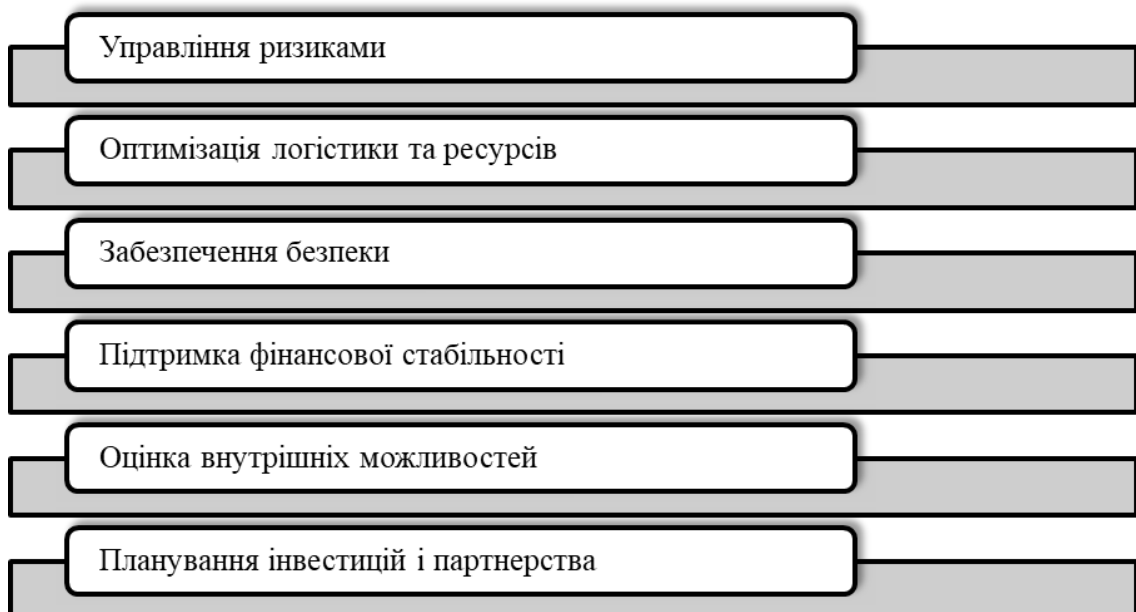 Управління ризиками
Оптимізація логістики та ресурсів
Забезпечення безпеки
Підтримка фінансової стабільності
Оцінка внутрішніх можливостей
Планування інвестицій і партнерства